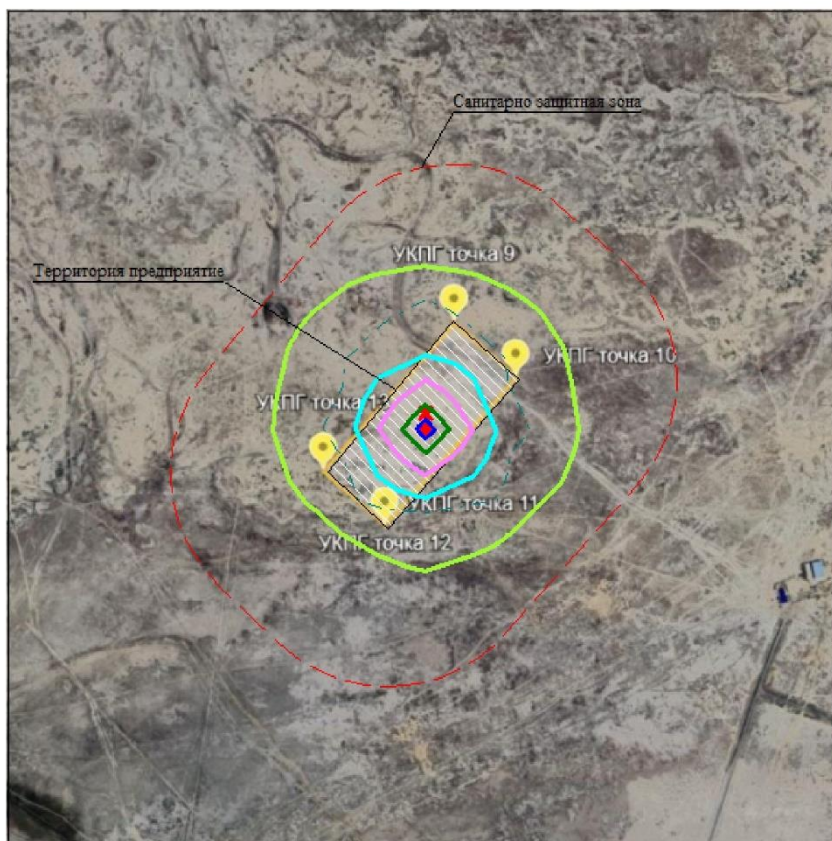 Санитарно защитная зона
УКПГ точка 9
Территория предприятие
УКПГ точка 10
УКПГ точка 13
УКПГ точка 11
УКПГ точка 12